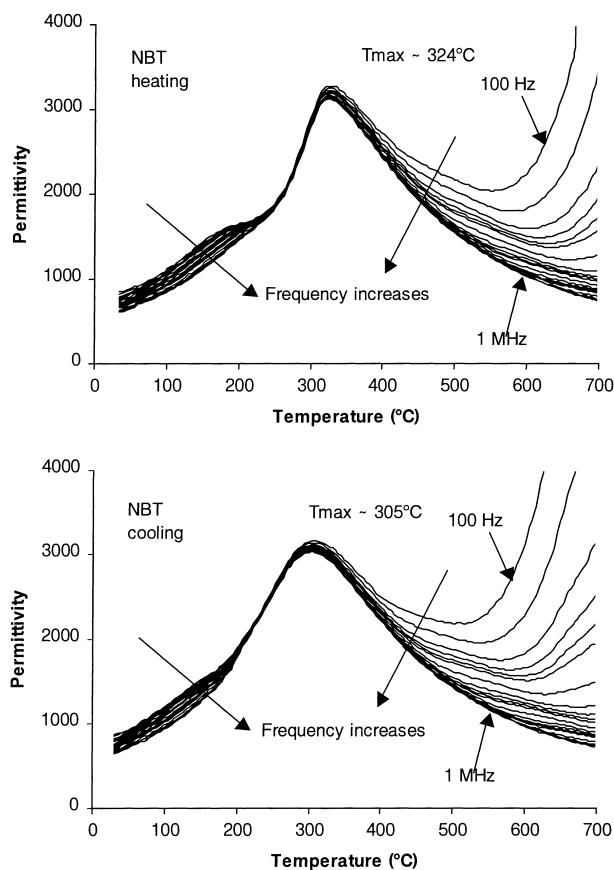 4000
NBT
heating
Tmax ~ 324°C
100 Hz
3000
Permittivity
2000
1000
Frequency increases
1 MHz
0
0 100 200 300 400 500 600 700
Temperature (°C)
4000
NBT
cooling
Tmax ~ 305°C
100 Hz
3000
Permittivity
2000
1000
Frequency increases
1 MHz
0
0 100 200 300 400 500 600 700
Temperature (°C)